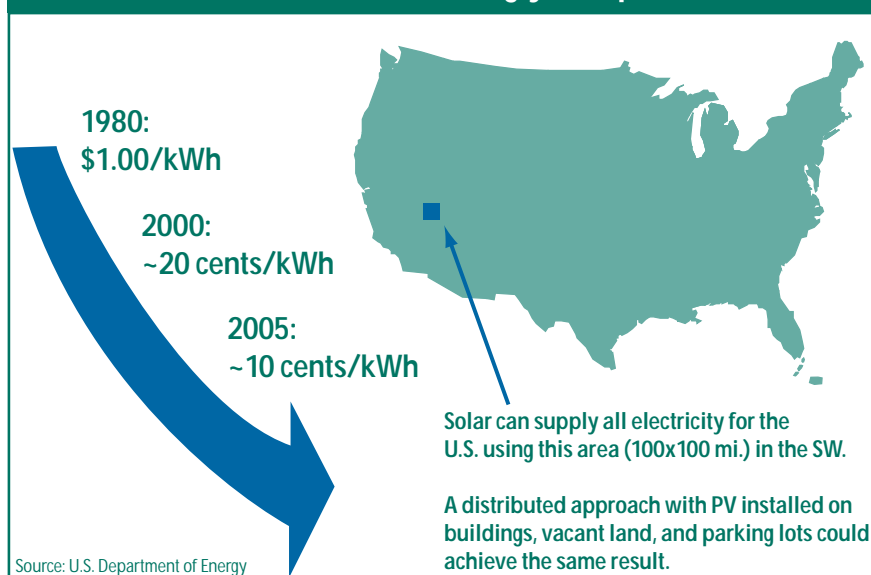 1980:
$1.00/kWh
2000:
~20 cents/kWh
2005:
~10 cents/kWh
Solar can supply all electricity for the
U.S. using this area (100x100 mi.) in the SW.
A distributed approach with PV installed on
buildings, vacant land, and parking lots could
achieve the same result.
Source: U.S. Department of Energy